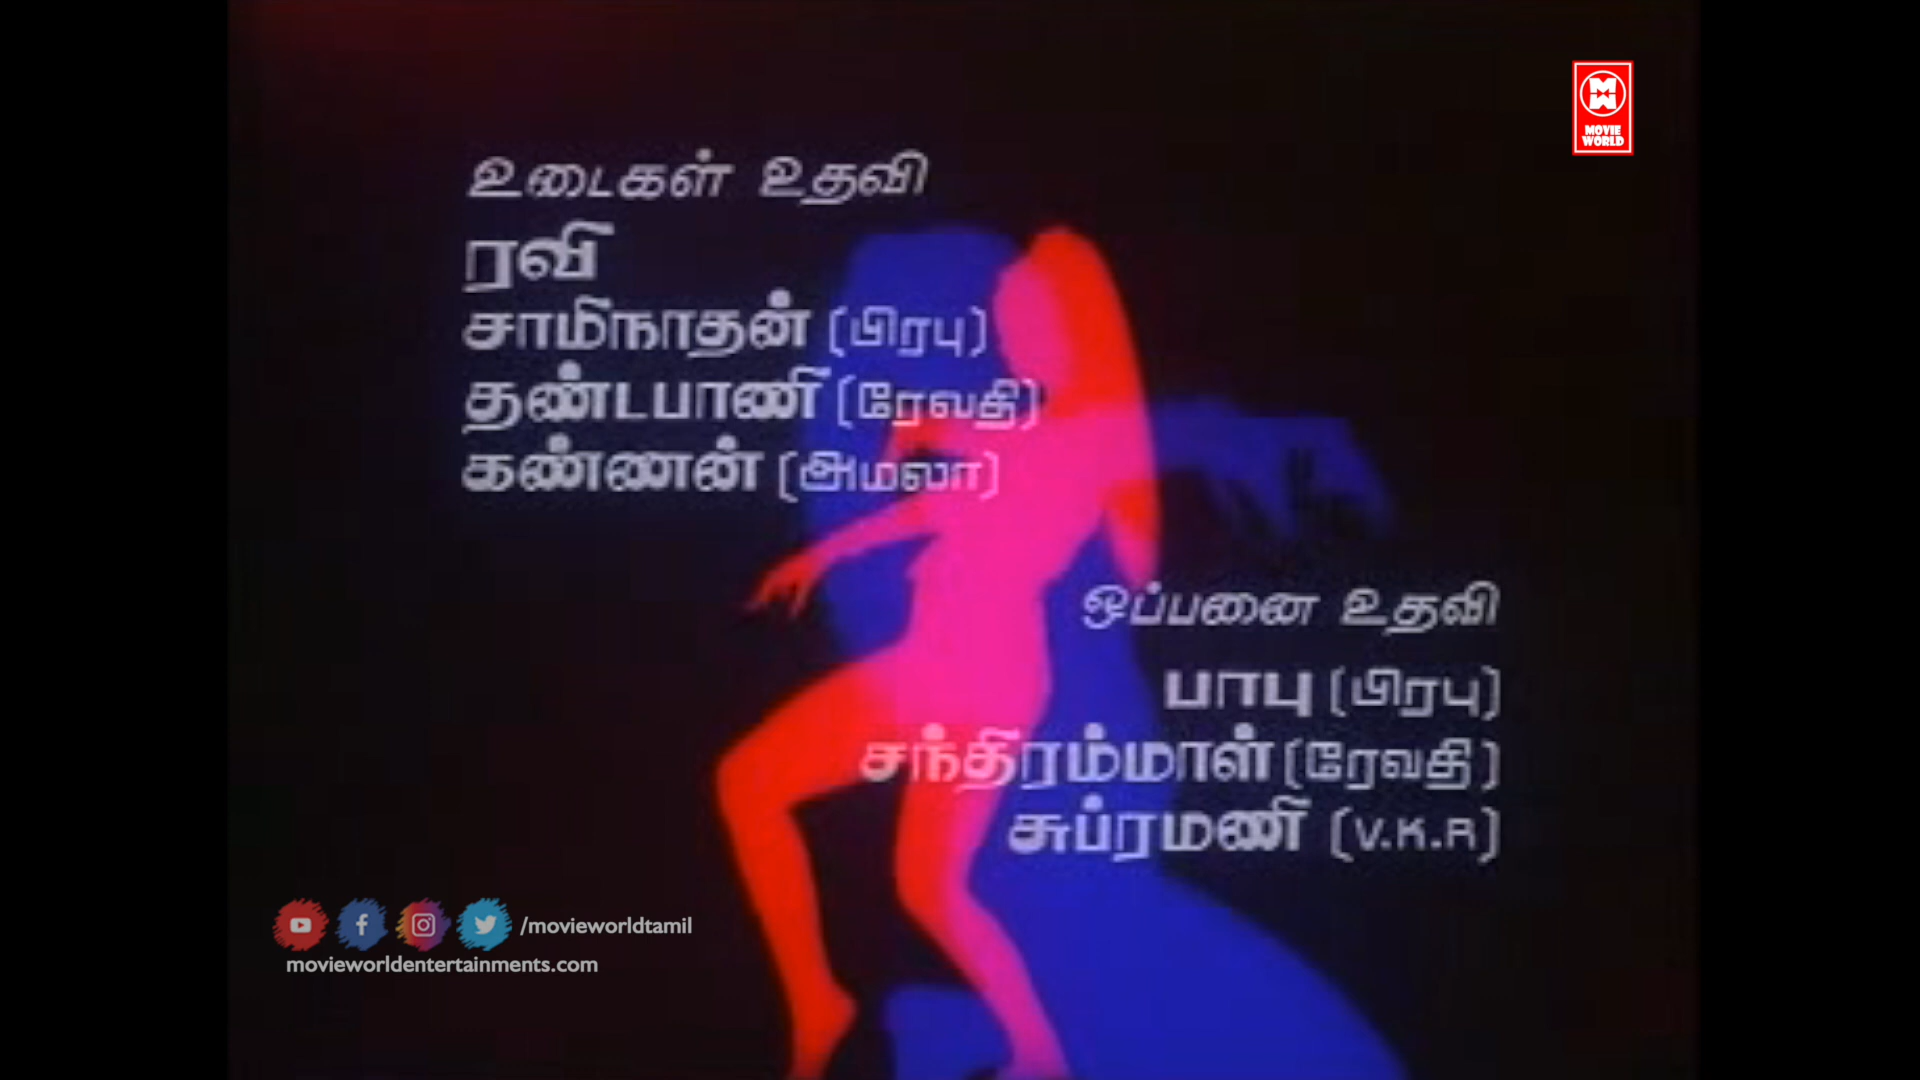 MOVIE
WORLD
உடைகள் உதவி
ரவி
சாமிநாதன் (பிரபு)
தண்டபாணி (ரேவதி)
கண்ணன் (அமலா)
ஒப்பனை உதவி
பாபு (பிரபு)
சந்திரம்மாள் (ரேவதி)
சுப்ரமணி (V.K.R)
/movieworldtamil
movieworldentertainments.com